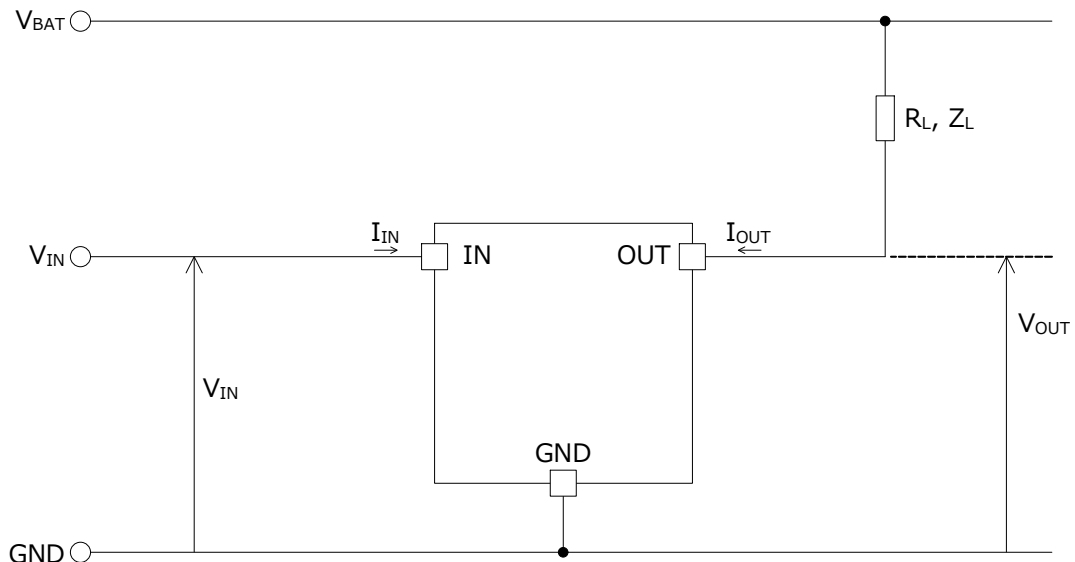 VBAT
RL, ZL
IIN
IOUT
VIN
IN
OUT
VOUT
VIN
GND
GND